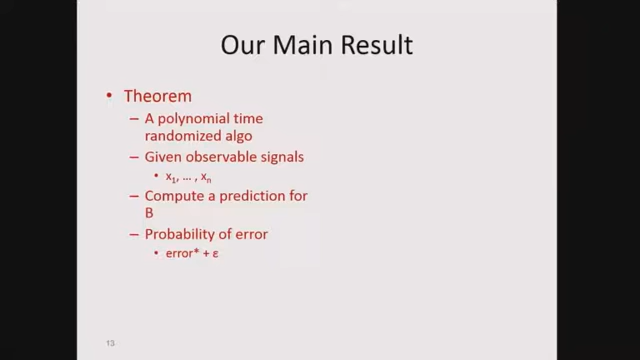 Our Main Result
• Theorem
– A polynomial time
randomized algo
– Given observable signals
• x1, … , xn
– Compute a prediction for
B
– Probability of error
• error* + ε
13